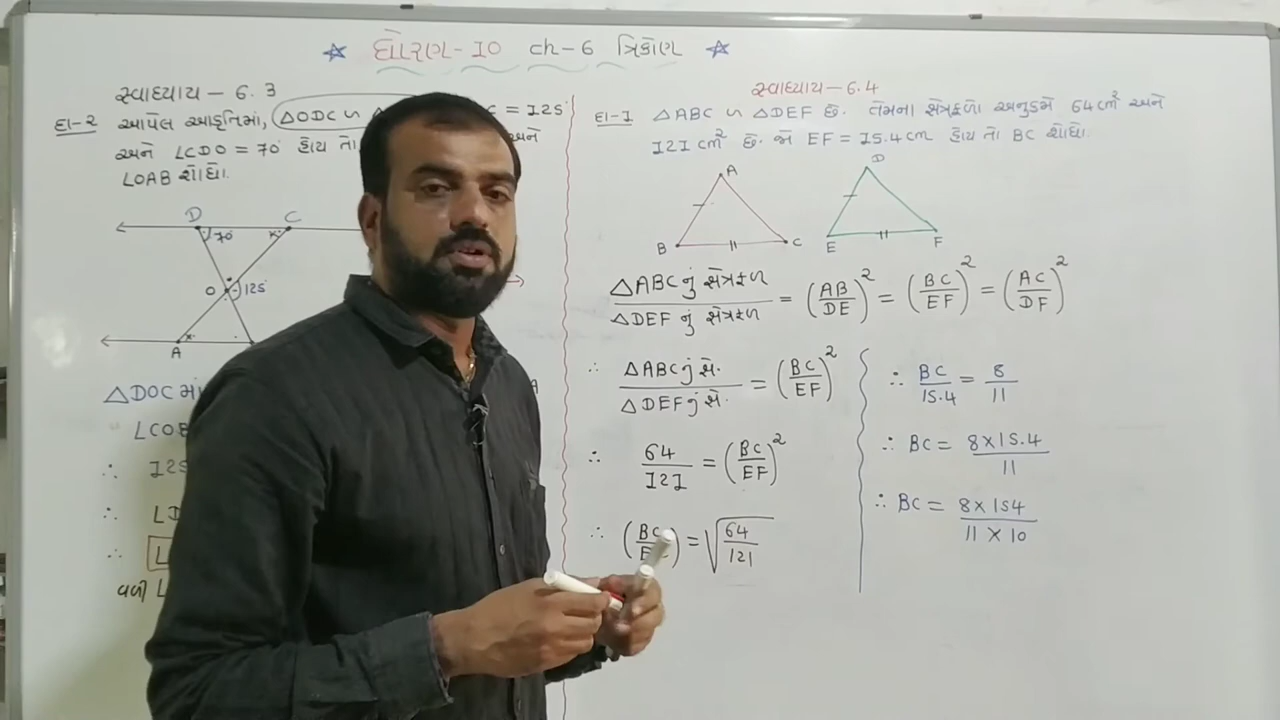 ☆ ધોરણ-10 ch-6 ત્રિકોણ ☆
સ્વાધ્યાય - 6.3
દા-2 આપેલ આકૃતિમાં, △ODC ∽ △ C = 125°
અને ∠CDO = 70° હોય તો અને
∠OAB શોધો.
D C
70° x
O 125°
A
△DOC માં
∠COB
∴ 125
∴ ∠D
∴ ∠
વળી ∠
સ્વાધ્યાય - 6.4
દા-1 △ABC ∽ △DEF છે. તેમના ક્ષેત્રફળો અનુક્રમે 64 cm² અને
121 cm² છે. જો EF = 15.4 cm હોય તો BC શોધો.
A D
B C E F
△ABC નું ક્ષેત્રફળ / △DEF નું ક્ષેત્રફળ = (AB/DE)² = (BC/EF)² = (AC/DF)²
∴ △ABC નું ક્ષે. / △DEF નું ક્ષે. = (BC/EF)²
∴ 64/121 = (BC/EF)²
∴ (BC/EF) = √(64/121)
∴ BC/15.4 = 8/11
∴ BC = 8×15.4/11
∴ BC = 8×154/11×10